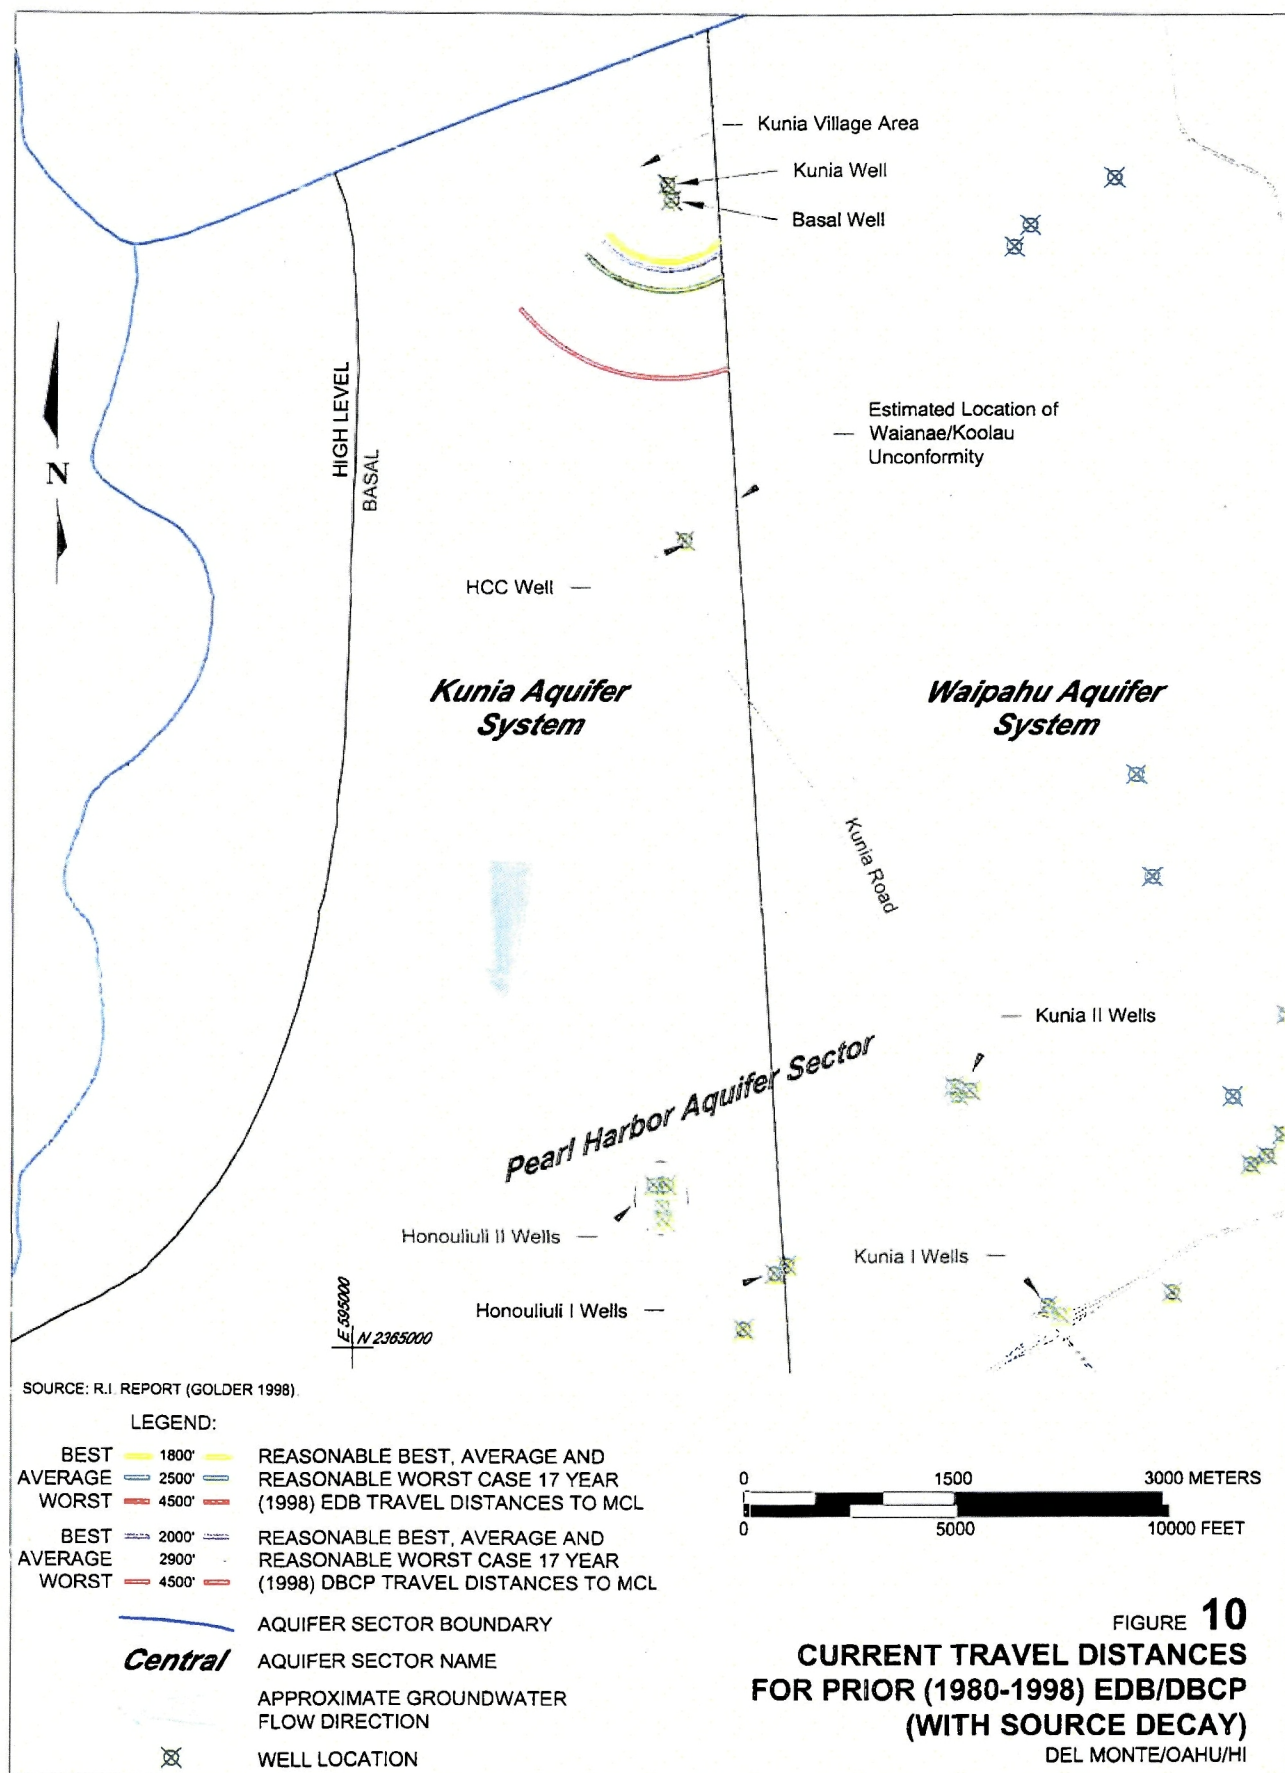 Kunia Village Area
Kunia Well
Basal Well
HIGH LEVEL
BASAL
N
Estimated Location of
Waianae/Koolau
Unconformity
HCC Well
Kunia Aquifer
System
Waipahu Aquifer
System
Kunia Road
Kunia II Wells
Pearl Harbor Aquifer Sector
Honouliuli II Wells
Kunia I Wells
Honouliuli I Wells
E 595000
N 2365000
SOURCE: R.I. REPORT (GOLDER 1998)
LEGEND:
BEST 1800' REASONABLE BEST, AVERAGE AND
AVERAGE 2500' REASONABLE WORST CASE 17 YEAR
WORST 4500' (1998) EDB TRAVEL DISTANCES TO MCL
BEST 2000' REASONABLE BEST, AVERAGE AND
AVERAGE 2900' REASONABLE WORST CASE 17 YEAR
WORST 4500' (1998) DBCP TRAVEL DISTANCES TO MCL
AQUIFER SECTOR BOUNDARY
Central AQUIFER SECTOR NAME
APPROXIMATE GROUNDWATER
FLOW DIRECTION
WELL LOCATION
0 1500 3000 METERS
0 5000 10000 FEET
FIGURE 10
CURRENT TRAVEL DISTANCES
FOR PRIOR (1980-1998) EDB/DBCP
(WITH SOURCE DECAY)
DEL MONTE/OAHU/HI